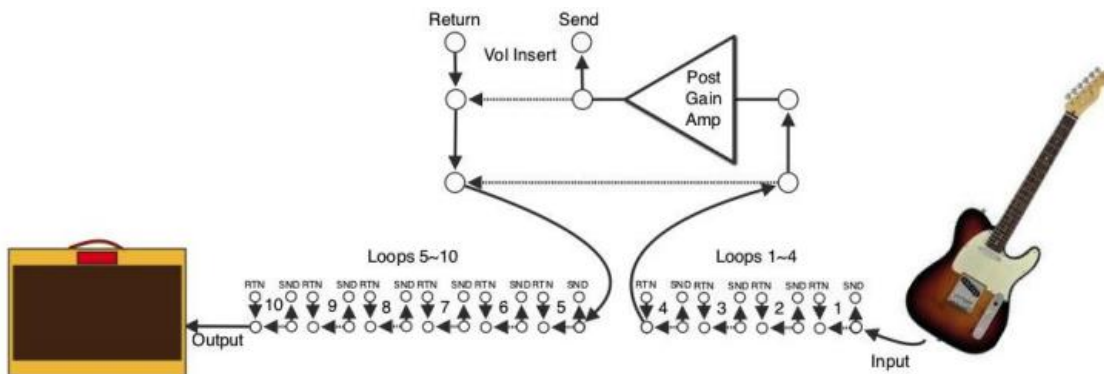 Return Send
Vol Insert
Post
Gain
Amp
Loops 5~10 Loops 1~4
RTN SND RTN SND RTN SND RTN SND RTN SND RTN SND RTN SND RTN SND RTN SND RTN SND
10 9 8 7 6 5 4 3 2 1
Output Input